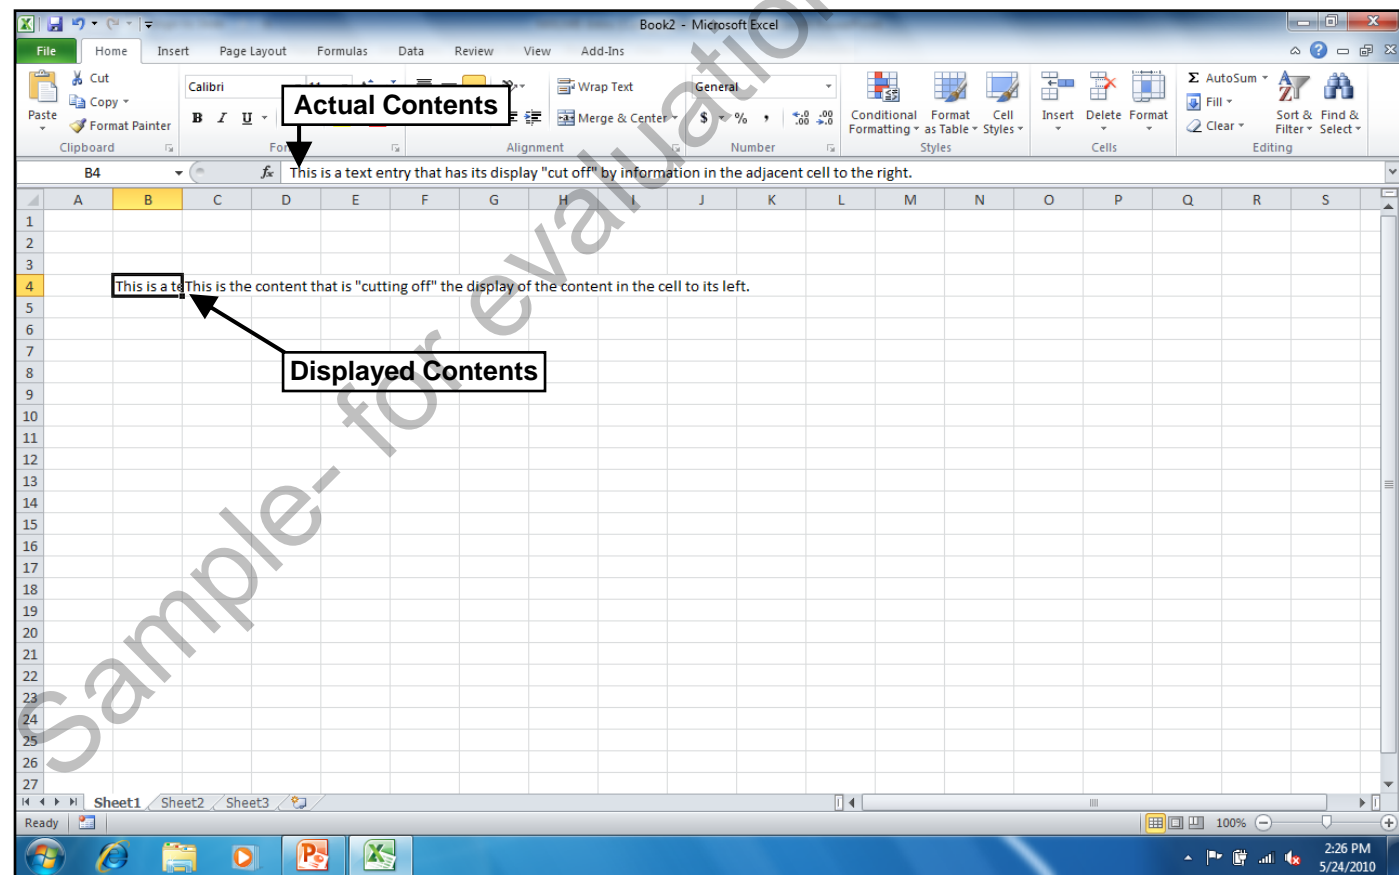 Book2 - Microsoft Excel
File Home Insert Page Layout Formulas Data Review View Add-Ins
Cut
Copy
Format Painter
Paste
Clipboard
Calibri
B I U
Actual Contents
Wrap Text
Merge & Center
Alignment
General
$ % ,
Number
Conditional Formatting
Format as Table
Cell Styles
Styles
Insert Delete Format
Cells
Σ AutoSum
Fill
Clear
Sort & Filter
Find & Select
Editing
B4 fx This is a text entry that has its display "cut off" by information in the adjacent cell to the right.
A B C D E F G H I J K L M N O P Q R S
1
2
3
4 This is a te This is the content that is "cutting off" the display of the content in the cell to its left.
5
6
7
8
Displayed Contents
9
10
11
12
13
14
15
16
17
18
19
20
21
22
23
24
25
26
27
Sheet1 Sheet2 Sheet3
Ready 100%
2:26 PM
5/24/2010
Sample- for evaluation